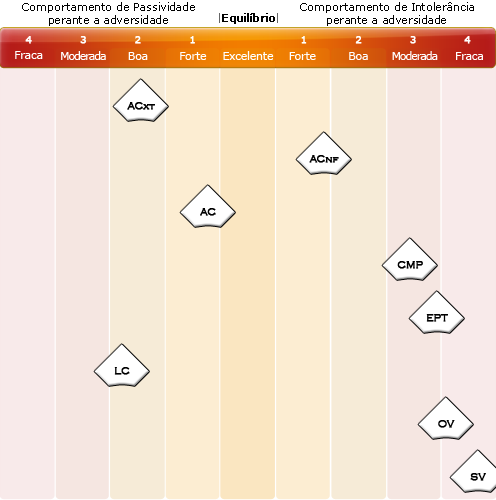 Comportamento de Passividade
perante a adversidade
|Equilíbrio|
Comportamento de Intolerância
perante a adversidade
4 3 2 1 1 2 3 4
Fraca Moderada Boa Forte Excelente Forte Boa Moderada Fraca
ACXT
ACNF
AC
CMP
EPT
LC
OV
SV